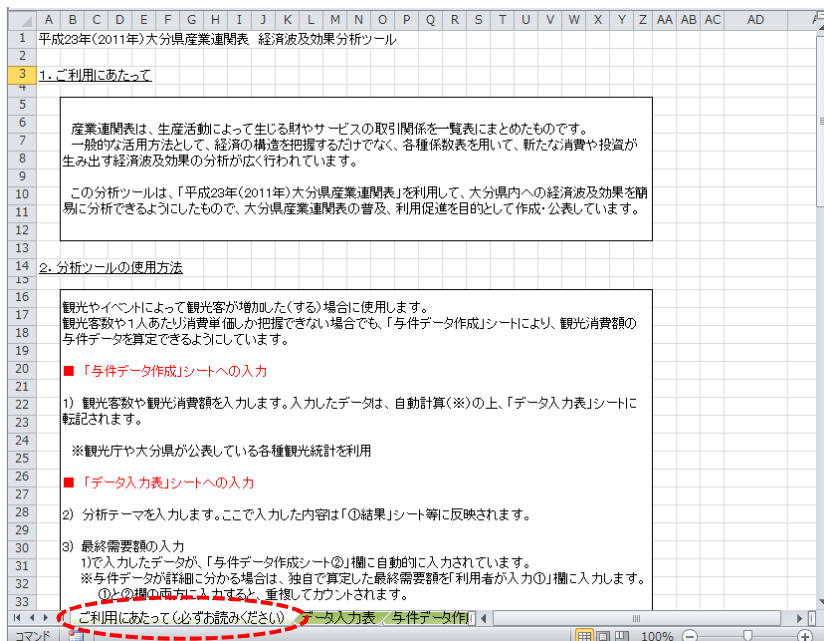 A B C D E F G H I J K L M N O P Q R S T U V W X Y Z AA AB AC AD
1 平成23年(2011年)大分県産業連関表 経済波及効果分析ツール
2
3 1.ご利用にあたって
4
5
6 産業連関表は、生産活動によって生じる財やサービスの取引関係を一覧表にまとめたものです。
7 一般的な活用方法として、経済の構造を把握するだけでなく、各種係数表を用いて、新たな消費や投資が
8 生み出す経済波及効果の分析が広く行われています。
9
10 この分析ツールは、「平成23年(2011年)大分県産業連関表」を利用して、大分県内への経済波及効果を簡
11 易に分析できるようにしたもので、大分県産業連関表の普及、利用促進を目的として作成・公表しています。
12
13
14 2.分析ツールの使用方法
15
16 観光やイベントによって観光客が増加した(する)場合に使用します。
17 観光客数や1人あたり消費単価しか把握できない場合でも、「与件データ作成」シートにより、観光消費額の
18 与件データを算定できるようにしています。
19
20 ■ 「与件データ作成」シートへの入力
21
22 1) 観光客数や観光消費額を入力します。入力したデータは、自動計算(※)の上、「データ入力表」シートに
23 転記されます。
24
25 ※観光庁や大分県が公表している各種観光統計を利用
26 ■ 「データ入力表」シートへの入力
27
28 2) 分析テーマを入力します。ここで入力した内容は「①結果」シート等に反映されます。
29
30 3) 最終需要額の入力
31 1)で入力したデータが、「与件データ作成シート②」欄に自動的に入力されています。
32 ※与件データが詳細に分かる場合は、独自で算定した最終需要額を「利用者が入力①」欄に入力します。
33 ①と②欄の両方に入力すると、重複してカウントされます。
ご利用にあたって(必ずお読みください) データ入力表 与件データ作
コマンド 100%